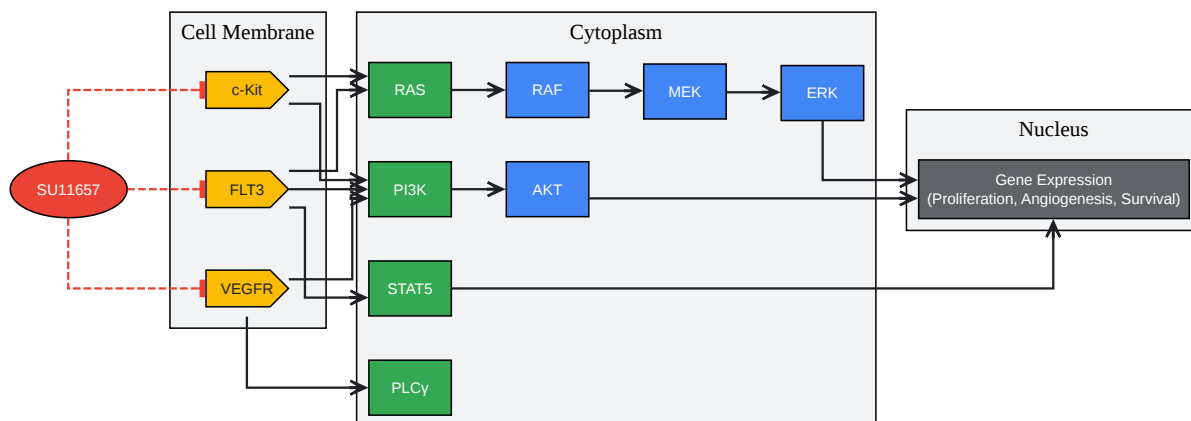 Cell Membrane
Cytoplasm
c-Kit
RAS
RAF
MEK
ERK
Nucleus
SU11657
FLT3
PI3K
AKT
Gene Expression
(Proliferation, Angiogenesis, Survival)
VEGFR
STAT5
PLCγ